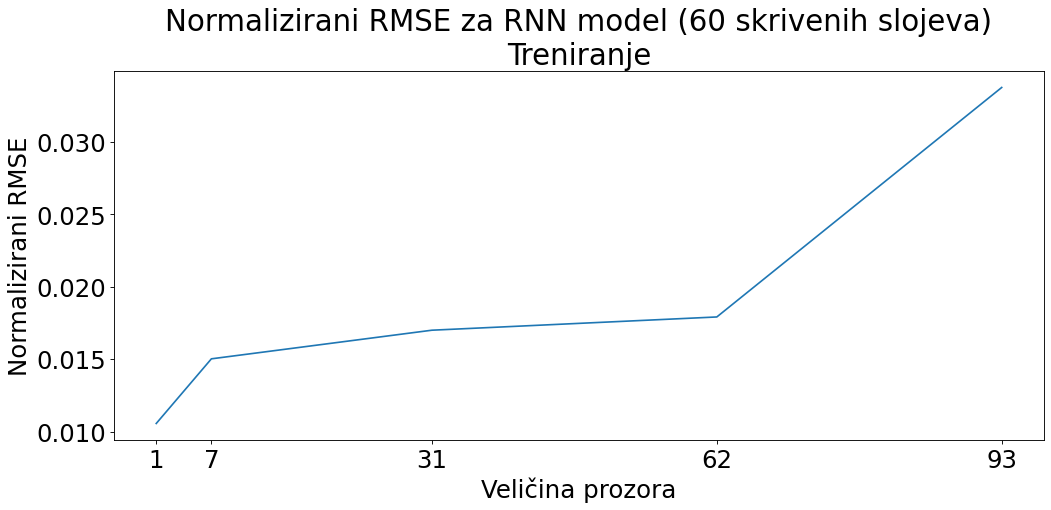 Normalizirani RMSE za RNN model (60 skrivenih slojeva)
Treniranje
Normalizirani RMSE
0.030
0.025
0.020
0.015
0.010
1 7 31 62 93
Veličina prozora